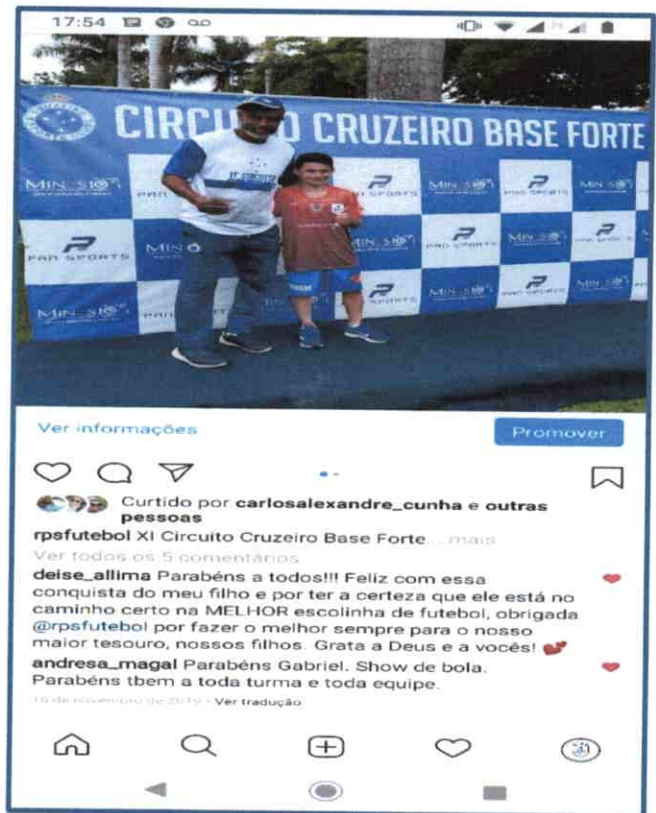 17:54
CIRCUITO CRUZEIRO BASE FORTE
PRO SPORTS
Ver informações
Promover
Curtido por carlosalexandre_cunha e outras
pessoas
rpsfutebol XI Circuito Cruzeiro Base Forte... mais
Ver todos os 5 comentários
deise_allima Parabéns a todos!!! Feliz com essa
conquista do meu filho e por ter a certeza que ele está no
caminho certo na MELHOR escolinha de futebol, obrigada
@rpsfutebol por fazer o melhor sempre para o nosso
maior tesouro, nossos filhos. Grata a Deus e a vocês!
andresa_magal Parabéns Gabriel. Show de bola.
Parabéns tbem a toda turma e toda equipe.
16 de novembro de 2019 · Ver tradução